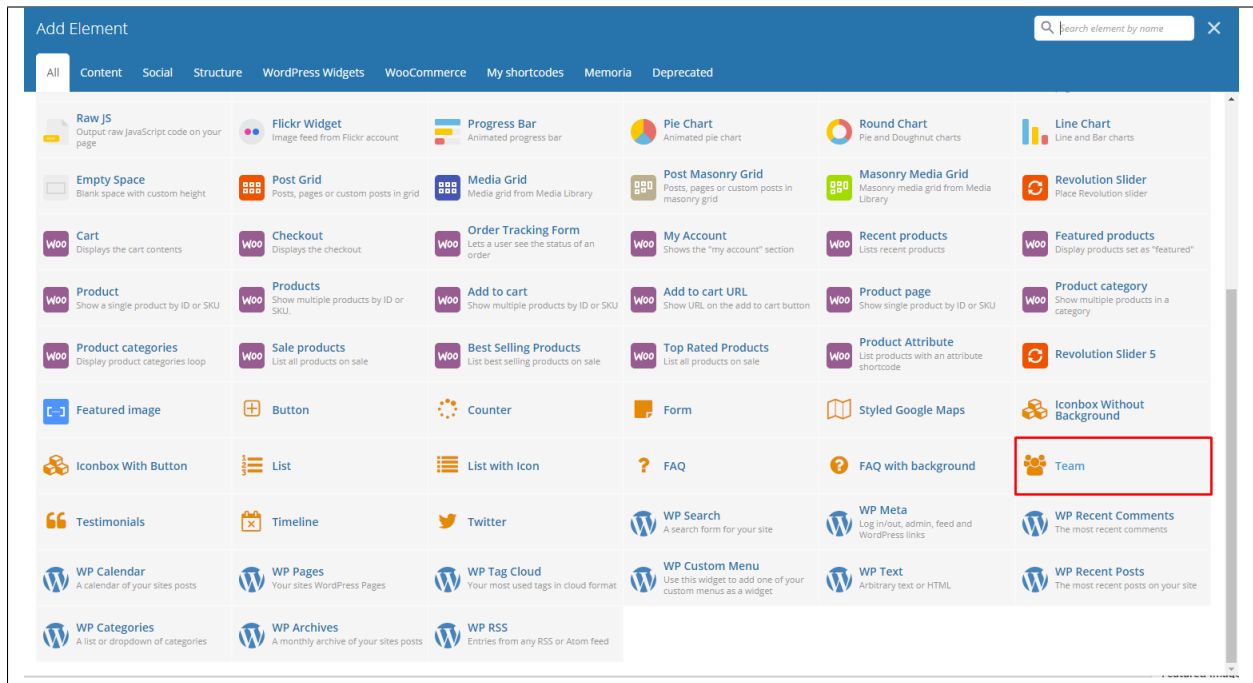 Add Element
Search element by name
All Content Social Structure WordPress Widgets WooCommerce My shortcodes Memoria Deprecated
Raw JS
Output raw JavaScript code on your
page
Flickr Widget
Image feed from Flickr account
Progress Bar
Animated progress bar
Pie Chart
Animated pie chart
Round Chart
Pie and Doughnut charts
Line Chart
Line and Bar charts
Empty Space
Blank space with custom height
Post Grid
Posts, pages or custom posts in grid
Media Grid
Media grid from Media Library
Post Masonry Grid
Posts, pages or custom posts in
masonry grid
Masonry Media Grid
Masonry media grid from Media
Library
Revolution Slider
Place Revolution slider
Woo
Cart
Displays the cart contents
Woo
Checkout
Displays the checkout
Woo
Order Tracking Form
Lets a user see the status of an
order
Woo
My Account
Shows the "my account" section
Woo
Recent products
Lists recent products
Woo
Featured products
Display products set as "featured"
Woo
Product
Show a single product by ID or SKU
Woo
Products
Show multiple products by ID or
SKU.
Woo
Add to cart
Show multiple products by ID or SKU
Woo
Add to cart URL
Show URL on the add to cart button
Woo
Product page
Show single product by ID or SKU
Woo
Product category
Show multiple products in a
category
Woo
Product categories
Display product categories loop
Woo
Sale products
List all products on sale
Woo
Best Selling Products
List best selling products on sale
Woo
Top Rated Products
List all products on sale
Woo
Product Attribute
List products with an attribute
shortcode
Revolution Slider 5
Featured image
Button
Counter
Form
Styled Google Maps
Iconbox Without
Background
Iconbox With Button
List
List with Icon
FAQ
FAQ with background
Team
Testimonials
Timeline
Twitter
WP Search
A search form for your site
WP Meta
Log in/out, admin, feed and
WordPress links
WP Recent Comments
The most recent comments
WP Calendar
A calendar of your sites posts
WP Pages
Your sites WordPress Pages
WP Tag Cloud
Your most used tags in cloud format
WP Custom Menu
Use this widget to add one of your
custom menus as a widget
WP Text
Arbitrary text or HTML
WP Recent Posts
The most recent posts on your site
WP Categories
A list or dropdown of categories
WP Archives
A monthly archive of your sites posts
WP RSS
Entries from any RSS or Atom feed